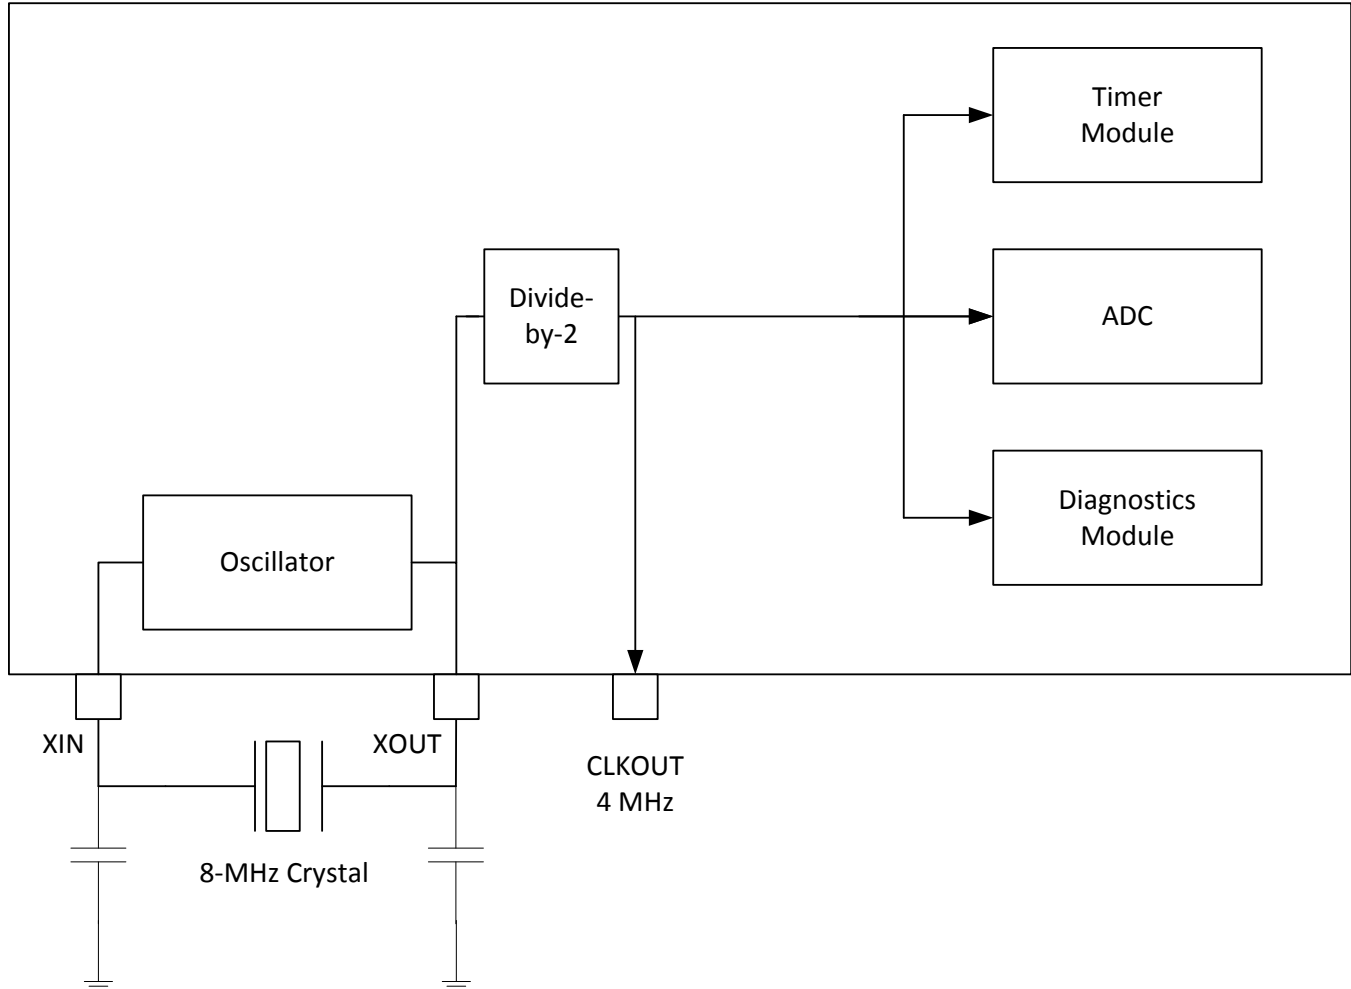 Timer
Module
Divide-
by-2
ADC
Diagnostics
Module
Oscillator
XIN
XOUT
CLKOUT
4 MHz
8-MHz Crystal